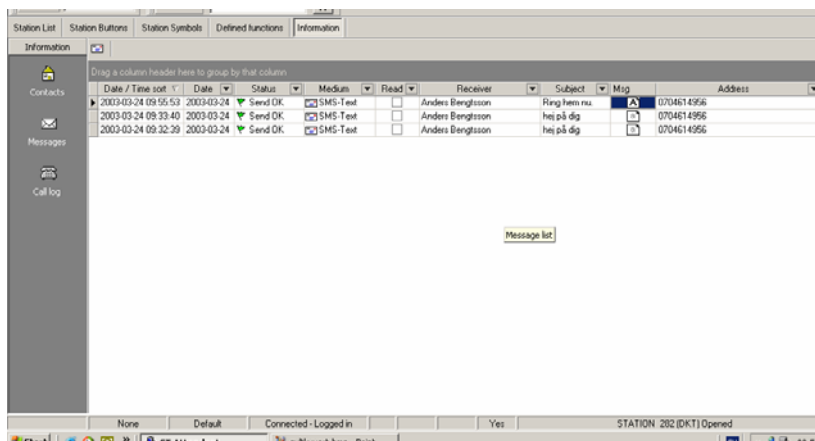 Station List Station Buttons Station Symbols Defined functions Information
Information
Drag a column header here to group by that column
Date / Time sort Date Status Medium Read Receiver Subject Msg Address
2003-03-24 09:55:53 2003-03-24 Send OK SMS-Text Anders Bengtsson Ring hem nu. A 0704614956
2003-03-24 09:33:40 2003-03-24 Send OK SMS-Text Anders Bengtsson hej på dig 0704614956
2003-03-24 09:32:39 2003-03-24 Send OK SMS-Text Anders Bengtsson hej på dig 0704614956
Contacts
Messages
Call log
Message list
None Default Connected - Logged in Yes STATION 282 (DKT) Opened